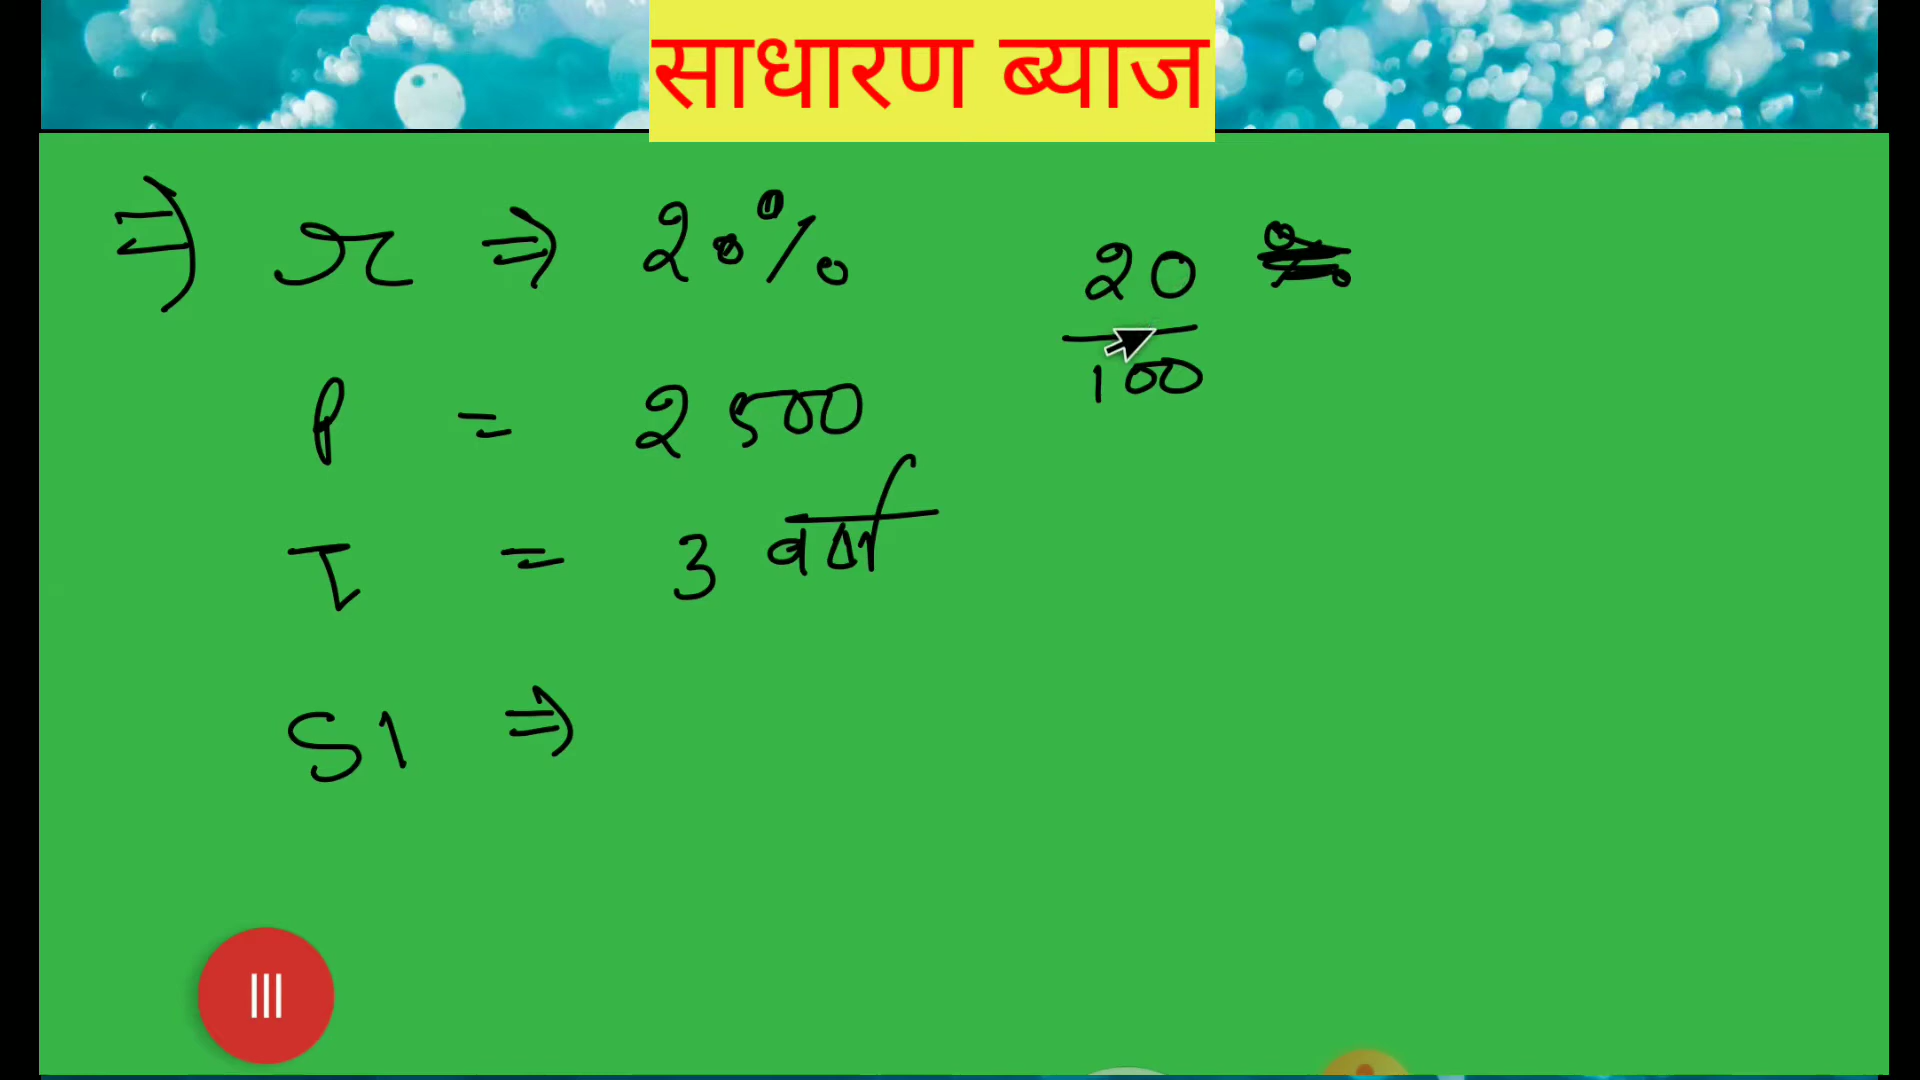 साधारण ब्याज
⇒ r ⇒ 20%
20
100
P = 2500
T = 3 वर्ष
SI ⇒